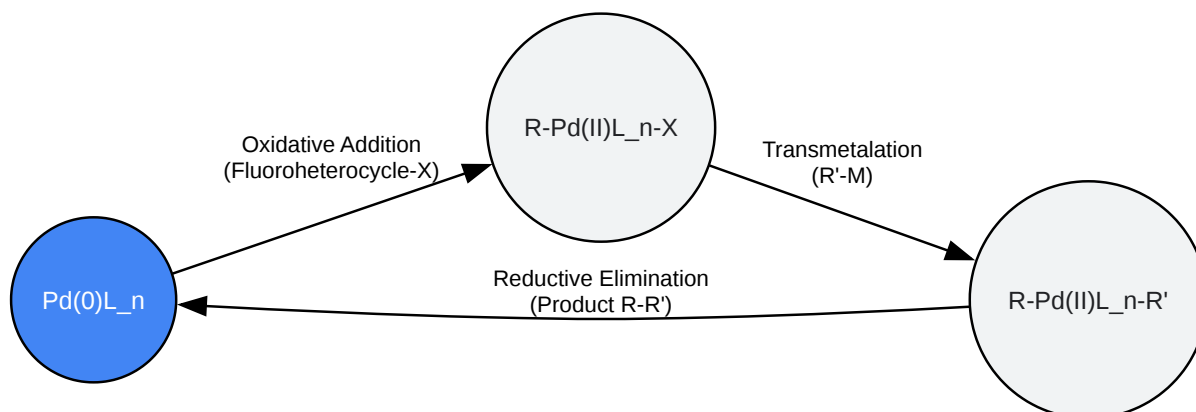 R-Pd(II)L_n-X
Oxidative Addition
(Fluoroheterocycle-X)
Transmetalation
(R'-M)
Reductive Elimination
(Product R-R')
Pd(0)L_n
R-Pd(II)L_n-R'